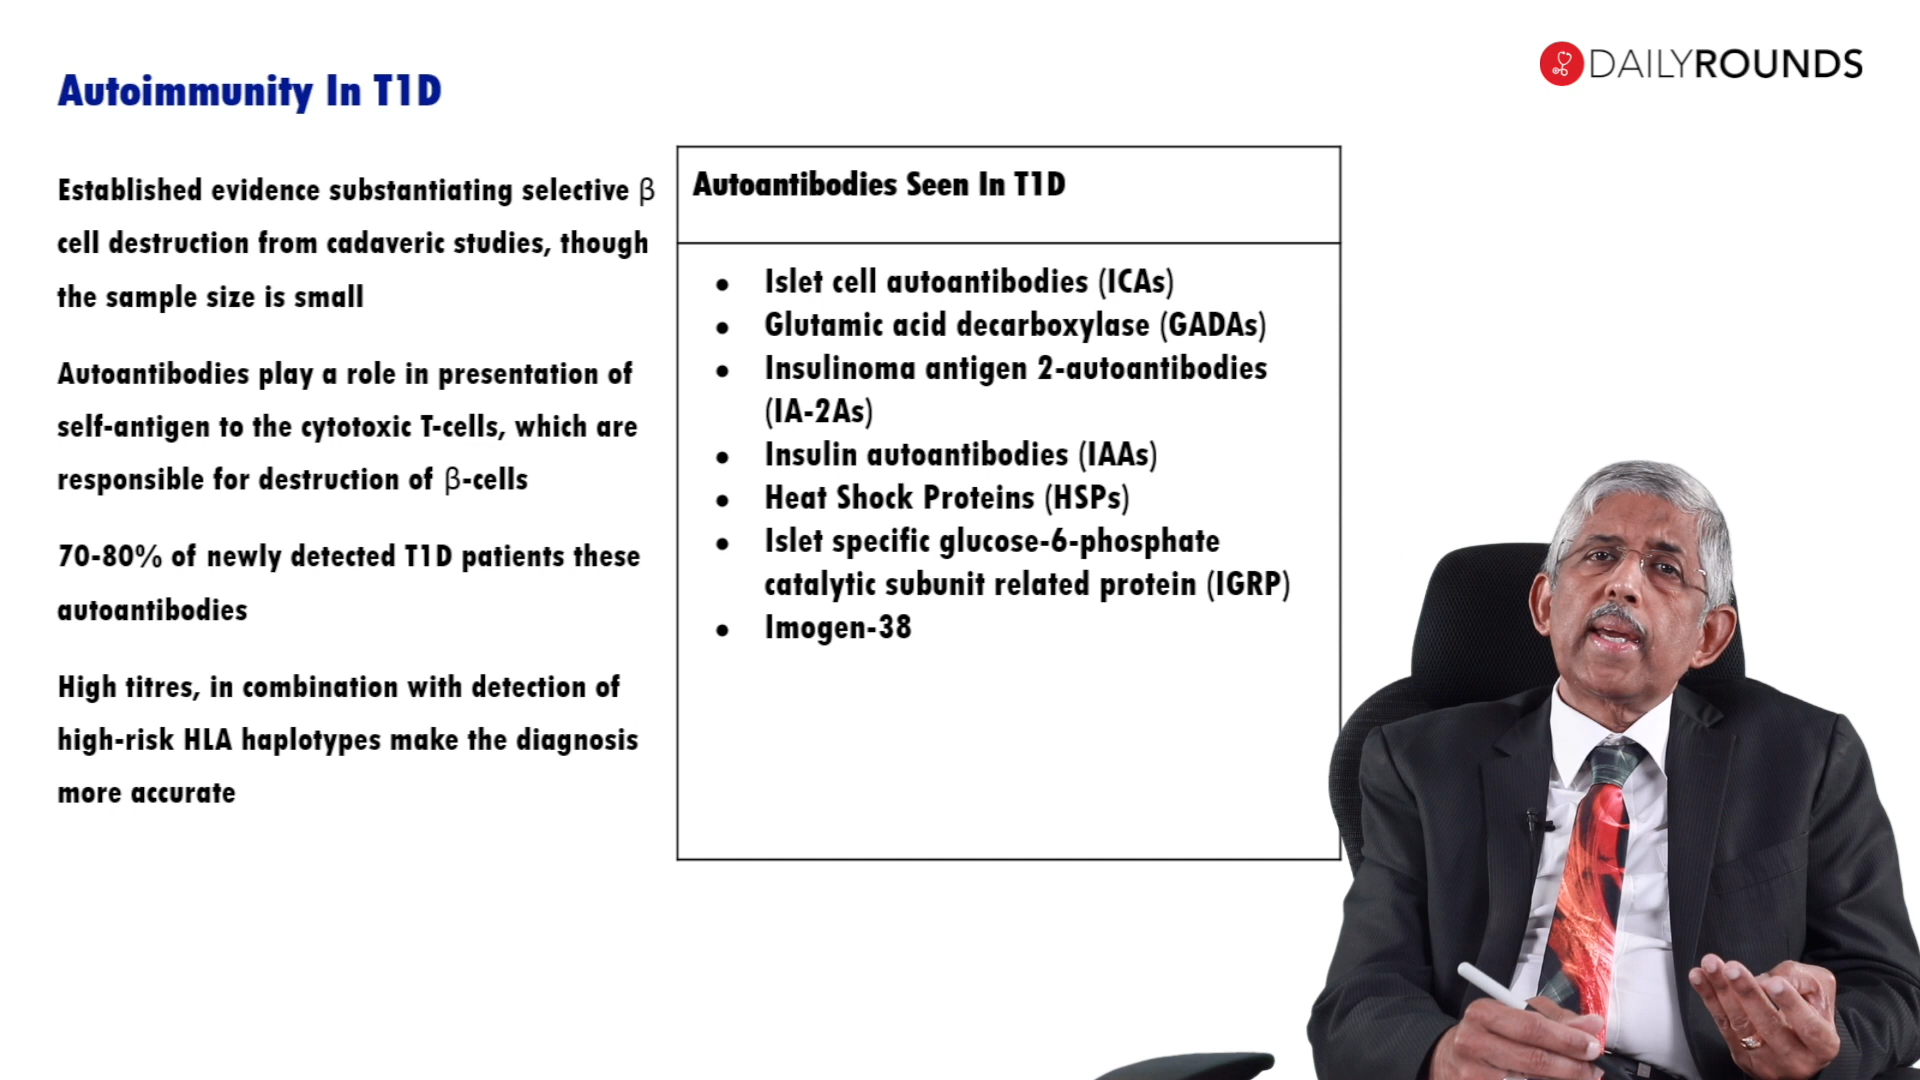 DAILYROUNDS
Autoimmunity In T1D
Established evidence substantiating selective β
cell destruction from cadaveric studies, though
the sample size is small
Autoantibodies play a role in presentation of
self-antigen to the cytotoxic T-cells, which are
responsible for destruction of β-cells
70-80% of newly detected T1D patients these
autoantibodies
High titres, in combination with detection of
high-risk HLA haplotypes make the diagnosis
more accurate
Autoantibodies Seen In T1D
● Islet cell autoantibodies (ICAs)
● Glutamic acid decarboxylase (GADAs)
● Insulinoma antigen 2-autoantibodies
(IA-2As)
● Insulin autoantibodies (IAAs)
● Heat Shock Proteins (HSPs)
● Islet specific glucose-6-phosphate
catalytic subunit related protein (IGRP)
● Imogen-38